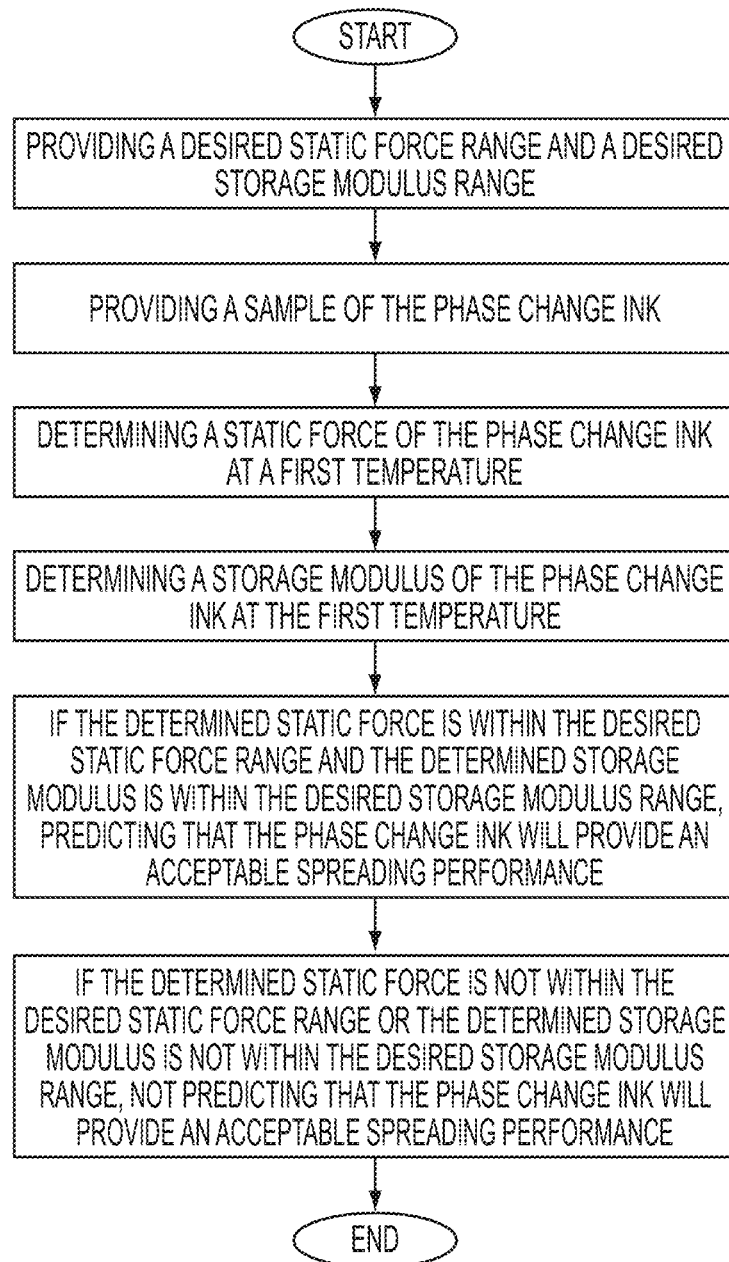 START
PROVIDING A DESIRED STATIC FORCE RANGE AND A DESIRED
STORAGE MODULUS RANGE
PROVIDING A SAMPLE OF THE PHASE CHANGE INK
DETERMINING A STATIC FORCE OF THE PHASE CHANGE INK
AT A FIRST TEMPERATURE
DETERMINING A STORAGE MODULUS OF THE PHASE CHANGE
INK AT THE FIRST TEMPERATURE
IF THE DETERMINED STATIC FORCE IS WITHIN THE DESIRED
STATIC FORCE RANGE AND THE DETERMINED STORAGE
MODULUS IS WITHIN THE DESIRED STORAGE MODULUS RANGE,
PREDICTING THAT THE PHASE CHANGE INK WILL PROVIDE AN
ACCEPTABLE SPREADING PERFORMANCE
IF THE DETERMINED STATIC FORCE IS NOT WITHIN THE
DESIRED STATIC FORCE RANGE OR THE DETERMINED STORAGE
MODULUS IS NOT WITHIN THE DESIRED STORAGE MODULUS
RANGE, NOT PREDICTING THAT THE PHASE CHANGE INK WILL
PROVIDE AN ACCEPTABLE SPREADING PERFORMANCE
END